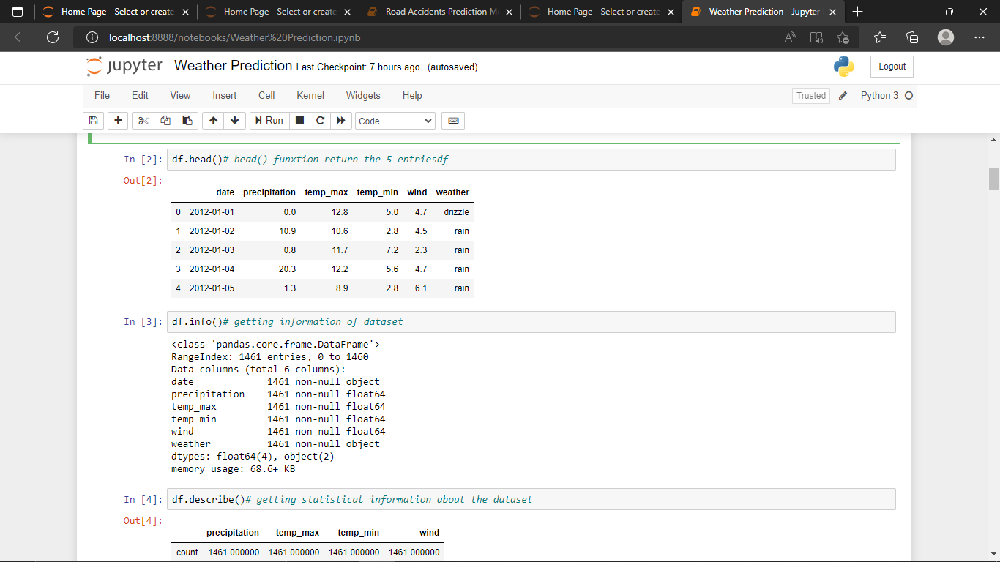 Home Page - Select or create
Home Page - Select or create
Road Accidents Prediction M
Home Page - Select or create
Weather Prediction - Jupyter
localhost:8888/notebooks/Weather%20Prediction.ipynb
jupyter Weather Prediction Last Checkpoint: 7 hours ago (autosaved)
Logout
File Edit View Insert Cell Kernel Widgets Help
Trusted Python 3
Run Code
In [2]: df.head()# head() funxtion return the 5 entriesdf
Out[2]:
date precipitation temp_max temp_min wind weather
0 2012-01-01 0.0 12.8 5.0 4.7 drizzle
1 2012-01-02 10.9 10.6 2.8 4.5 rain
2 2012-01-03 0.8 11.7 7.2 2.3 rain
3 2012-01-04 20.3 12.2 5.6 4.7 rain
4 2012-01-05 1.3 8.9 2.8 6.1 rain
In [3]: df.info()# getting information of dataset
<class 'pandas.core.frame.DataFrame'>
RangeIndex: 1461 entries, 0 to 1460
Data columns (total 6 columns):
date 1461 non-null object
precipitation 1461 non-null float64
temp_max 1461 non-null float64
temp_min 1461 non-null float64
wind 1461 non-null float64
weather 1461 non-null object
dtypes: float64(4), object(2)
memory usage: 68.6+ KB
In [4]: df.describe()# getting statistical information about the dataset
Out[4]:
precipitation temp_max temp_min wind
count 1461.000000 1461.000000 1461.000000 1461.000000